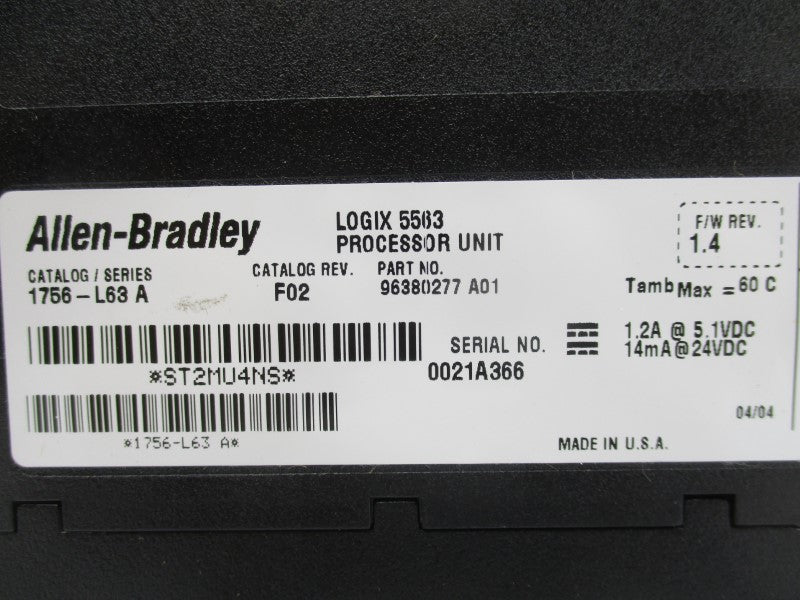 Allen-Bradley
LOGIX 5563
PROCESSOR UNIT
F/W REV.
1.4
CATALOG / SERIES
1756-L63 A
CATALOG REV.
F02
PART NO.
96380277 A01
Tamb Max = 60 C
*ST2MU4NS*
SERIAL NO.
0021A366
1.2A @ 5.1VDC
14mA@24VDC
*1756-L63 A*
04/04
MADE IN U.S.A.